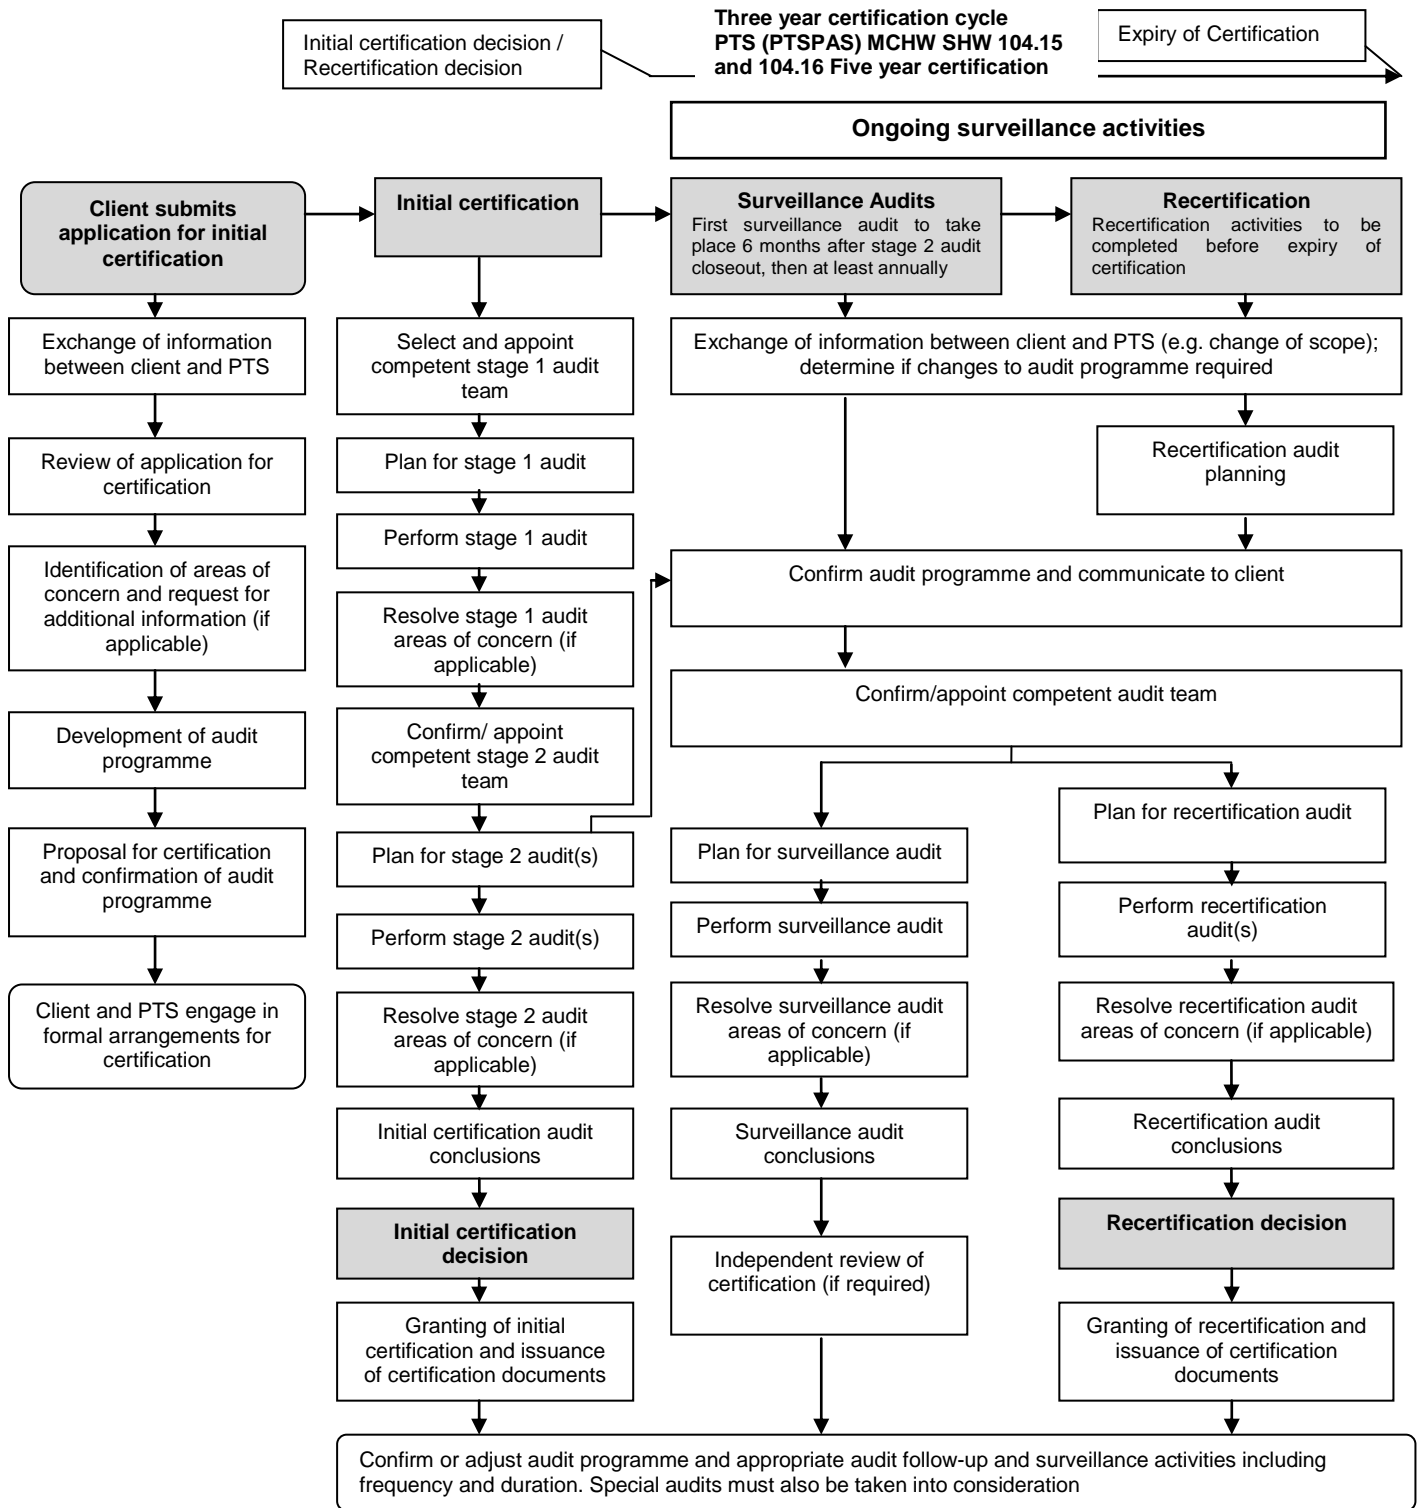 Initial certification decision /
Recertification decision
Three year certification cycle
PTS (PTSPAS) MCHW SHW 104.15
and 104.16 Five year certification
Expiry of Certification
Ongoing surveillance activities
Client submits
application for initial
certification
Exchange of information
between client and PTS
Review of application for
certification
Identification of areas of
concern and request for
additional information (if
applicable)
Development of audit
programme
Proposal for certification
and confirmation of audit
programme
Client and PTS engage in
formal arrangements for
certification
Initial certification
Select and appoint
competent stage 1 audit
team
Plan for stage 1 audit
Perform stage 1 audit
Resolve stage 1 audit
areas of concern (if
applicable)
Confirm/ appoint
competent stage 2 audit
team
Plan for stage 2 audit(s)
Perform stage 2 audit(s)
Resolve stage 2 audit
areas of concern (if
applicable)
Initial certification audit
conclusions
Initial certification
decision
Granting of initial
certification and issuance
of certification documents
Surveillance Audits
First surveillance audit to take
place 6 months after stage 2 audit
closeout, then at least annually
Recertification
Recertification activities to be
completed before expiry of
certification
Exchange of information between client and PTS (e.g. change of scope);
determine if changes to audit programme required
Recertification audit
planning
Confirm audit programme and communicate to client
Confirm/appoint competent audit team
Plan for surveillance audit
Perform surveillance audit
Resolve surveillance audit
areas of concern (if
applicable)
Surveillance audit
conclusions
Independent review of
certification (if required)
Plan for recertification audit
Perform recertification
audit(s)
Resolve recertification audit
areas of concern (if applicable)
Recertification audit
conclusions
Recertification decision
Granting of recertification and
issuance of certification
documents
Confirm or adjust audit programme and appropriate audit follow-up and surveillance activities including
frequency and duration. Special audits must also be taken into consideration